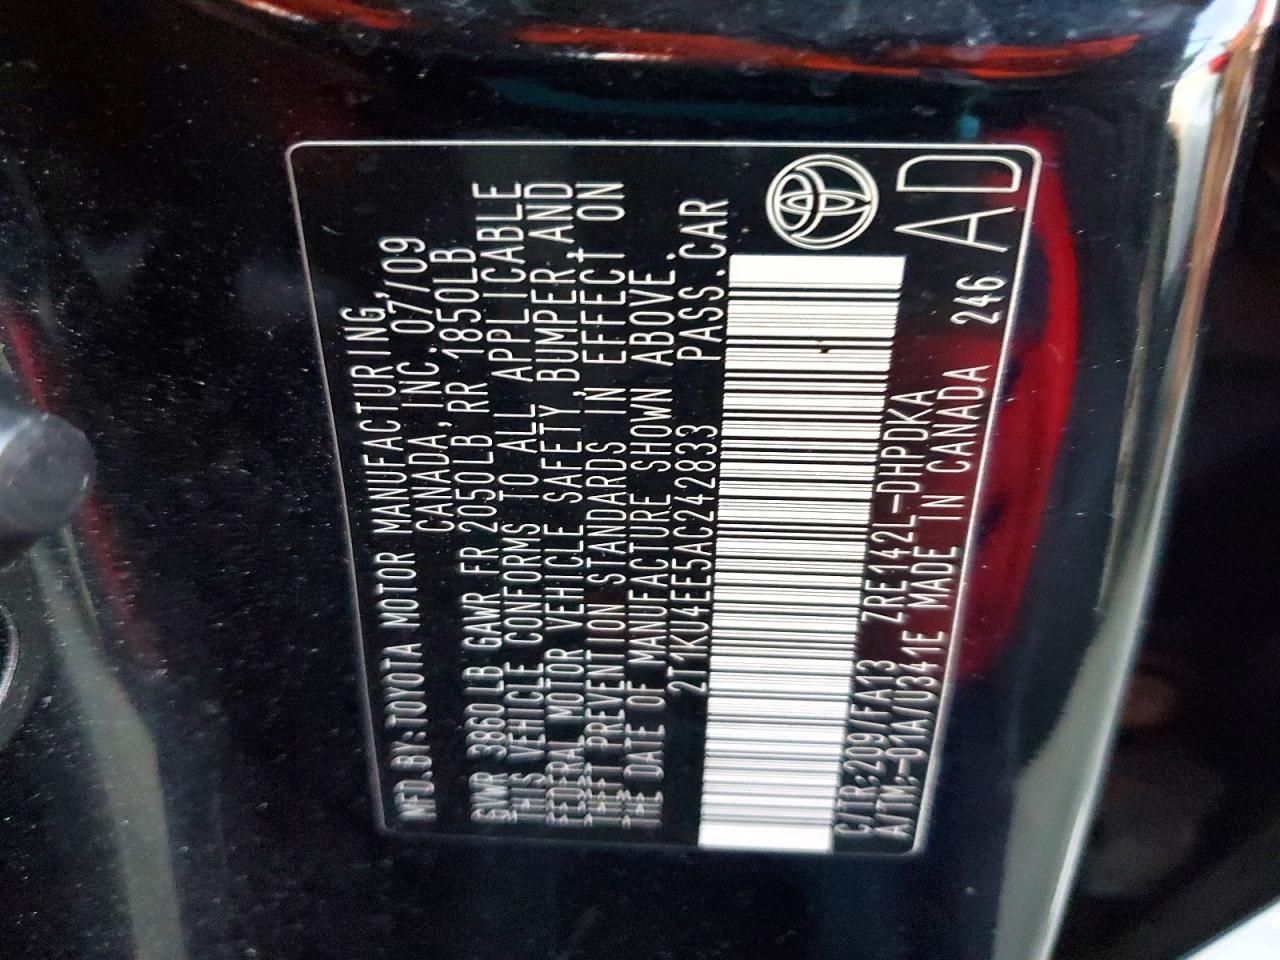 MFD.BY:TOYOTA MOTOR MANUFACTURING,
CANADA, INC. 07/09
GVWR 3860LB GAWR FR 2050LB RR 1850LB
THIS VEHICLE CONFORMS TO ALL APPLICABLE
FEDERAL MOTOR VEHICLE SAFETY,BUMPER,AND
THEFT PREVENTION STANDARDS IN EFFECT ON
THE DATE OF MANUFACTURE SHOWN ABOVE.
2T1KU4EE5AC242833 PASS.CAR
C/TR:209/FA13 ZRE142L-DHPDKA
A/TM:-01A/U341E MADE IN CANADA 246
AD